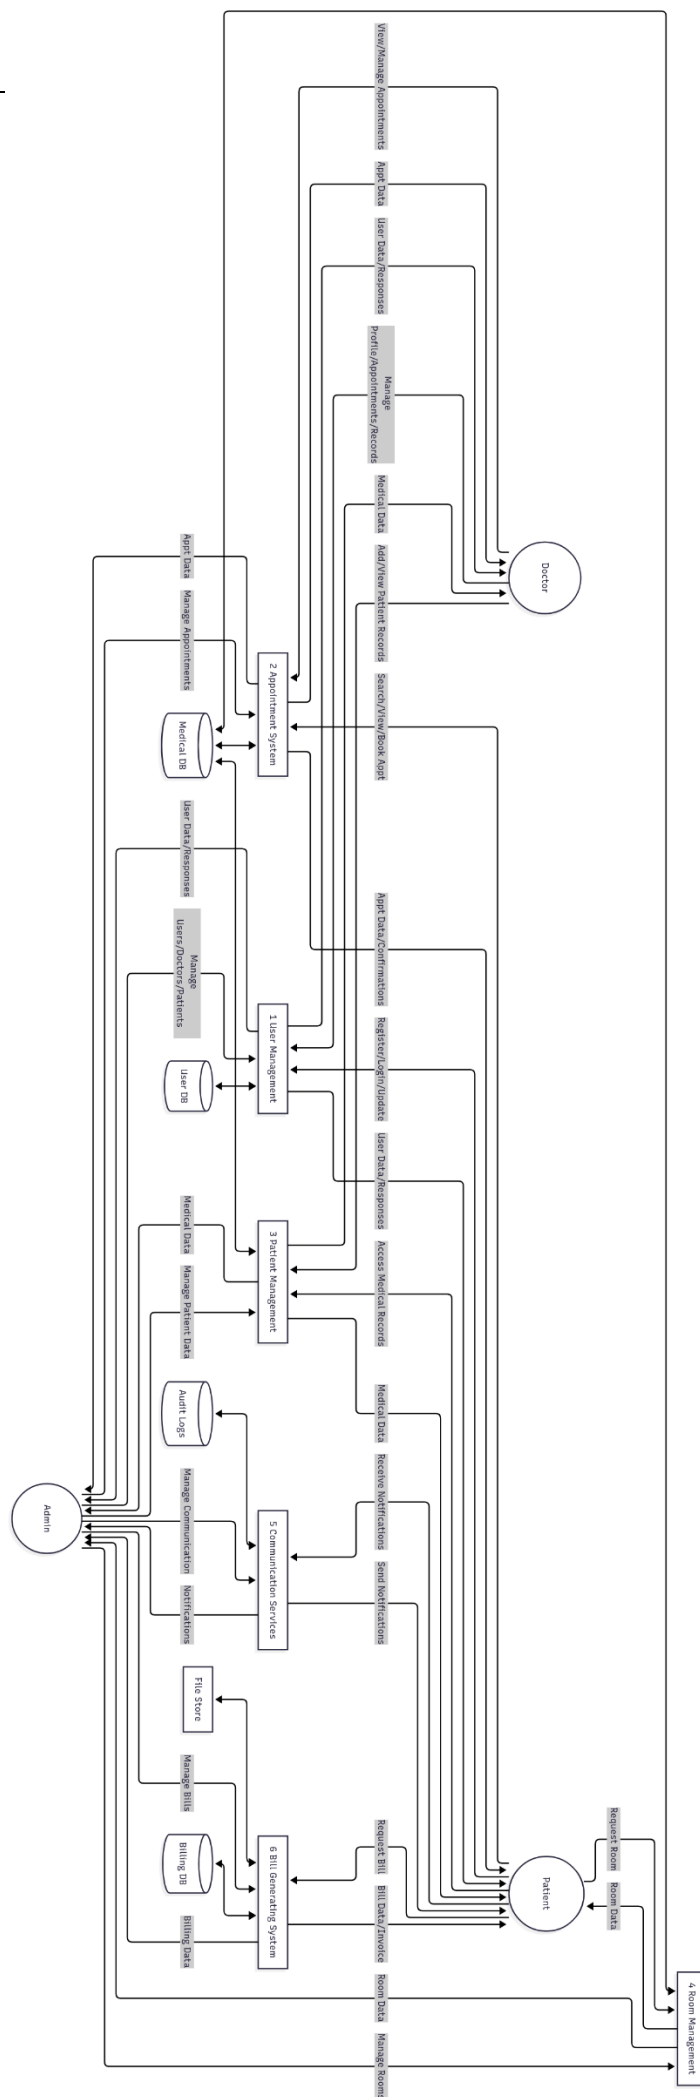 4 Room Management
Request Room
Room Data
Doctor
Patient
View/Manage Appointments
Appt Data
User Data/Responses
Manage
Profile/Appointments/Records
Medical Data
Add/View Patient Records
Search/View/Book Appt
Appt Data/Confirmations
Register/Login/Update
User Data/Responses
Access Medical Records
Medical Data
Receive Notifications
Send Notifications
Request Bill
Bill Data/Invoice
Room Data
Manage Rooms
2 Appointment System
1 User Management
3 Patient Management
5 Communication Services
6 Bill Generating System
Appt Data
Manage Appointments
Medical DB
User Data/Responses
Manage
Users/Doctors/Patients
User DB
Medical Data
Manage Patient Data
Audit Logs
Manage Communication
Notifications
File Store
Manage Bills
Billing DB
Billing Data
Admin